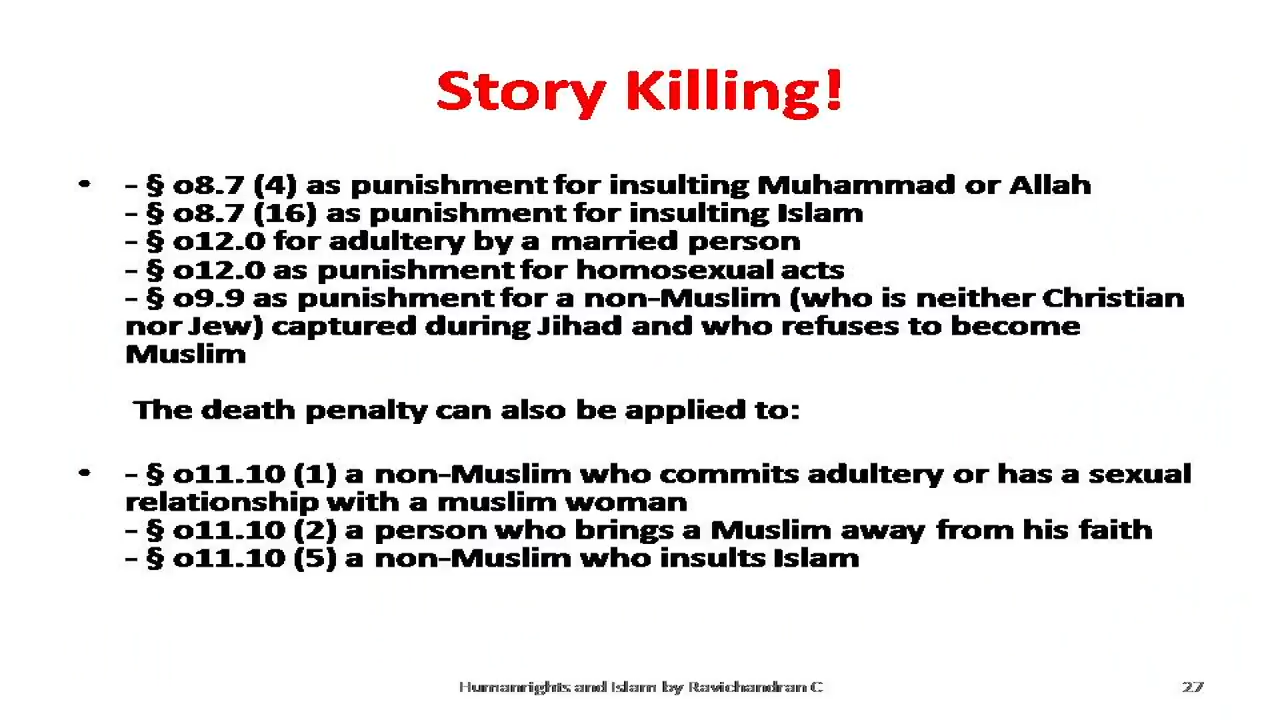 Story Killing!
• - § o8.7 (4) as punishment for insulting Muhammad or Allah
- § o8.7 (16) as punishment for insulting Islam
- § o12.0 for adultery by a married person
- § o12.0 as punishment for homosexual acts
- § o9.9 as punishment for a non-Muslim (who is neither Christian
nor Jew) captured during Jihad and who refuses to become
Muslim
The death penalty can also be applied to:
• - § o11.10 (1) a non-Muslim who commits adultery or has a sexual
relationship with a muslim woman
- § o11.10 (2) a person who brings a Muslim away from his faith
- § o11.10 (5) a non-Muslim who insults Islam
Humanrights and Islam by Ravichandran C
27